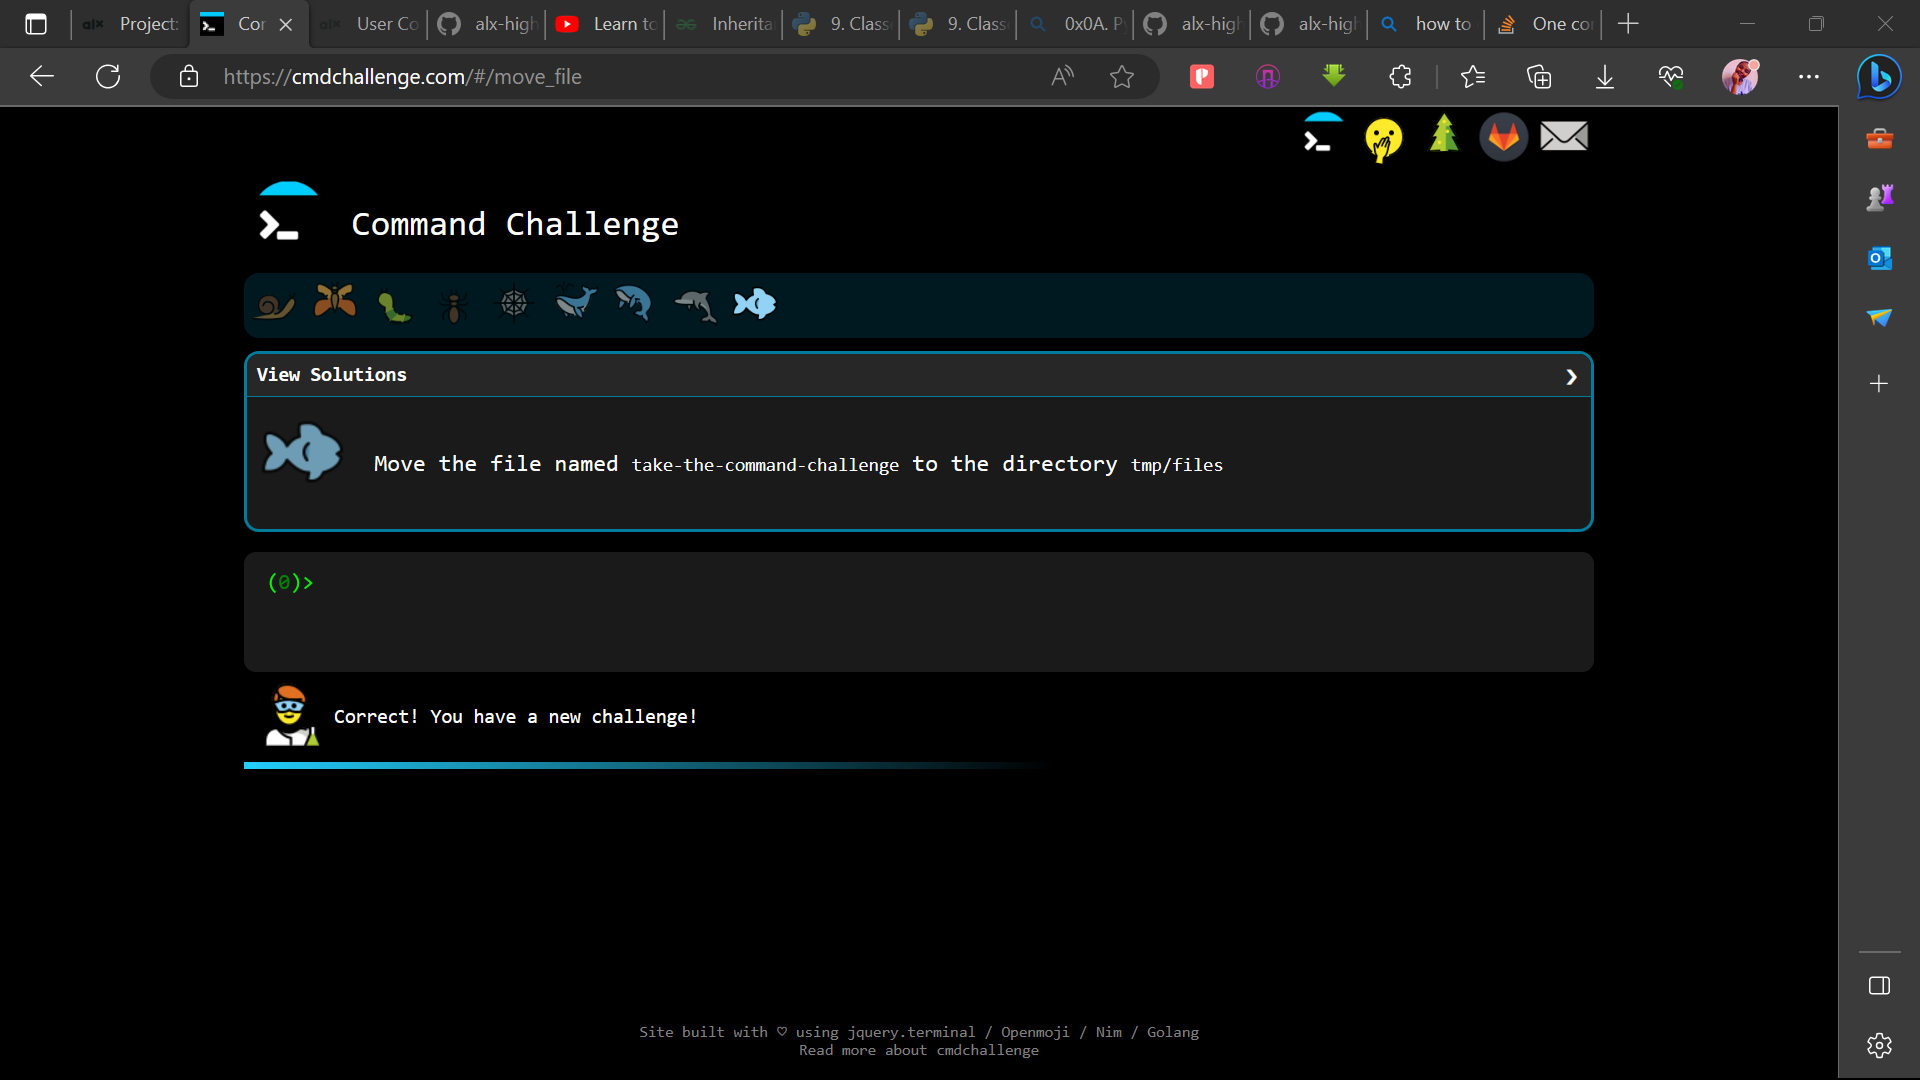 Project: Cor User Co alx-high Learn to Inherita 9. Class 9. Class 0x0A. P alx-high alx-high how to One cor
https://cmdchallenge.com/#/move_file
Command Challenge
View Solutions
Move the file named take-the-command-challenge to the directory tmp/files
(0)>
Correct! You have a new challenge!
Site built with ♡ using jquery.terminal / Openmoji / Nim / Golang
Read more about cmdchallenge